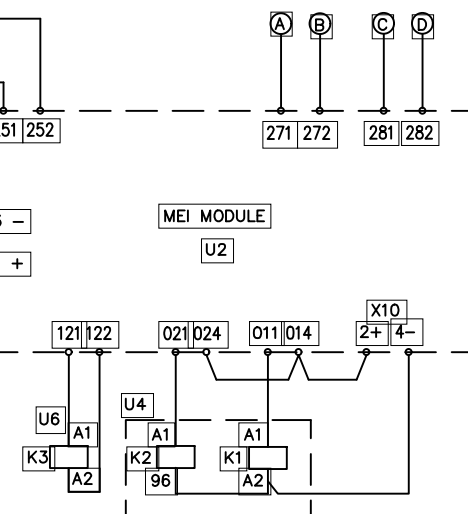 A B C D
251 252 271 272 281 282
-
MEI MODULE
+
U2
X10
121 122 021 024 011 014 2+ 4-
U4
U6
A1 A1 A1
K3 K2 K1
A2 96 A2